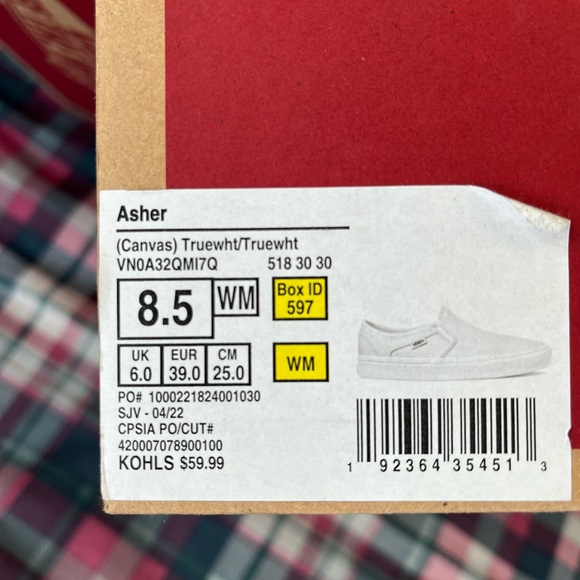 Asher
(Canvas) Truewht/Truewht
VN0A32QMI7Q 518 30 30
8.5 WM Box ID 597
UK 6.0 EUR 39.0 CM 25.0 WM
PO# 1000221824001030
SJV - 04/22
CPSIA PO/CUT#
420007078900100
KOHLS $59.99
1 92364 35451 3